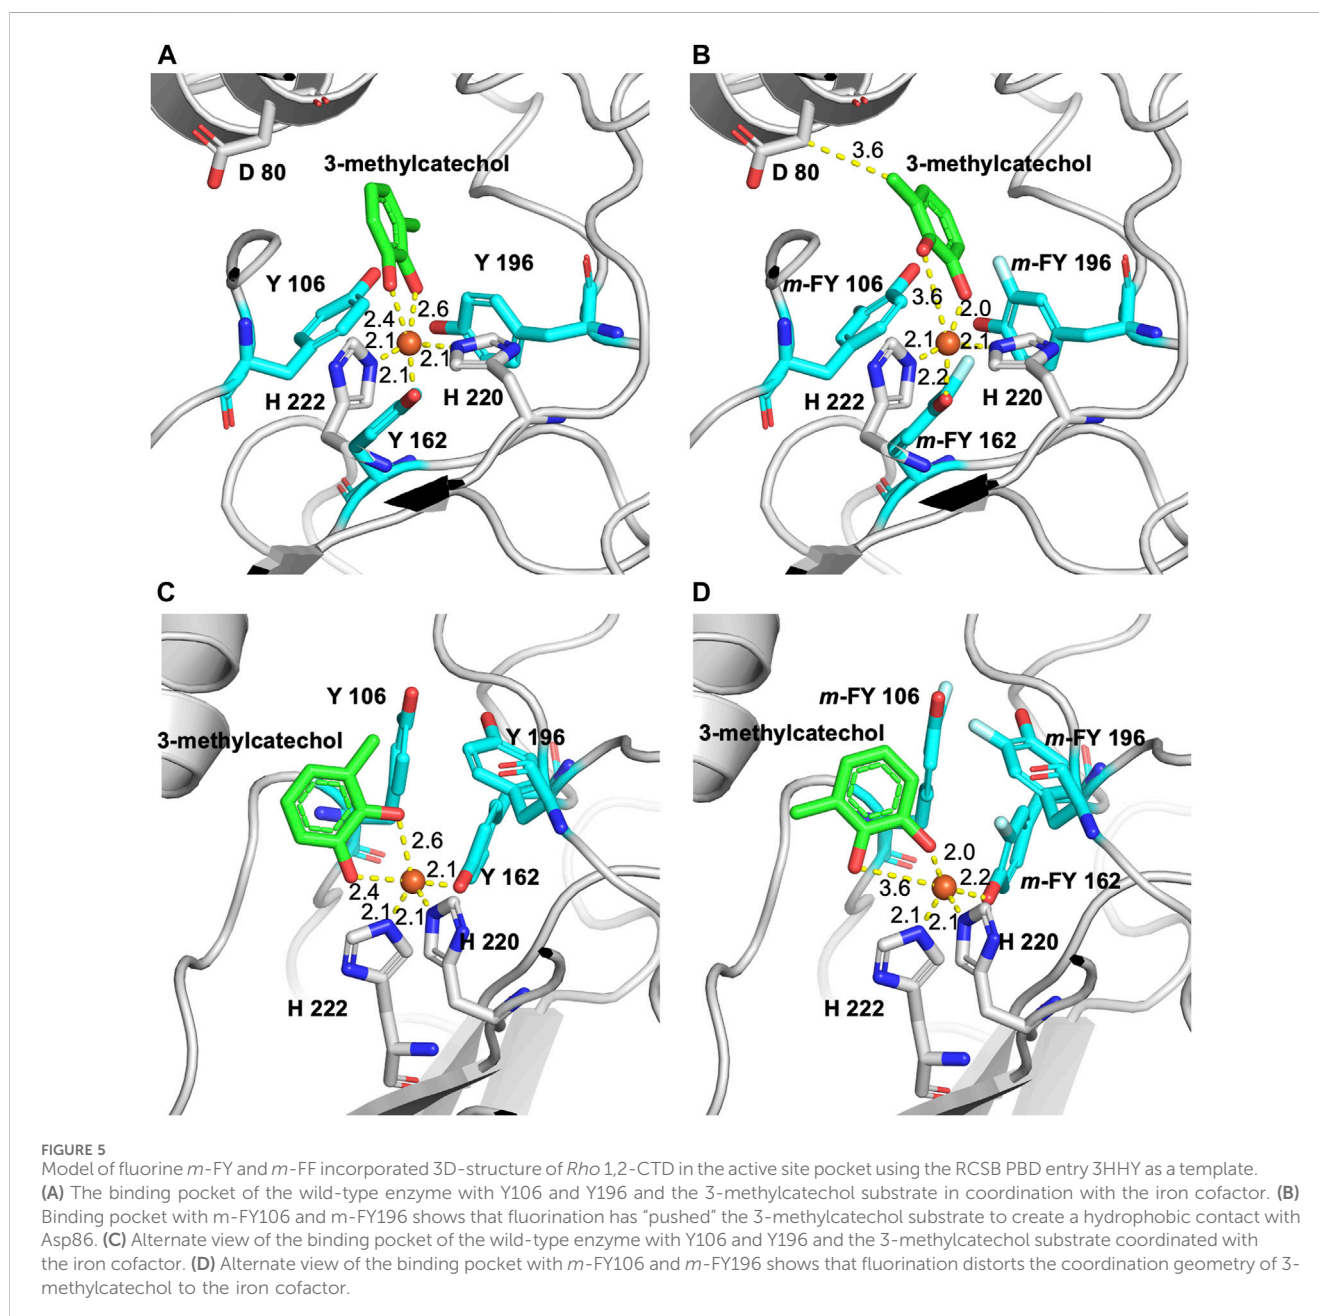 A
B
3-methylcatechol
D 80
Y 106
Y 196
2.4
2.6
2.1
2.1
2.1
H 222
H 220
Y 162
3.6
3-methylcatechol
D 80
m-FY 106
m-FY 196
3.6
2.0
2.1
2.1
2.2
H 222
H 220
m-FY 162
C
D
Y 106
3-methylcatechol
Y 196
2.6
2.1
Y 162
2.4
2.1
2.1
H 220
H 222
m-FY 106
3-methylcatechol
m-FY 196
2.0
2.2
m-FY 162
3.6
2.1
2.1
H 220
H 222
FIGURE 5
Model of fluorine m-FY and m-FF incorporated 3D-structure of Rho 1,2-CTD in the active site pocket using the RCSB PBD entry 3HHY as a template.
(A) The binding pocket of the wild-type enzyme with Y106 and Y196 and the 3-methylcatechol substrate in coordination with the iron cofactor. (B)
Binding pocket with m-FY106 and m-FY196 shows that fluorination has “pushed” the 3-methylcatechol substrate to create a hydrophobic contact with
Asp86. (C) Alternate view of the binding pocket of the wild-type enzyme with Y106 and Y196 and the 3-methylcatechol substrate coordinated with
the iron cofactor. (D) Alternate view of the binding pocket with m-FY106 and m-FY196 shows that fluorination distorts the coordination geometry of 3-
methylcatechol to the iron cofactor.